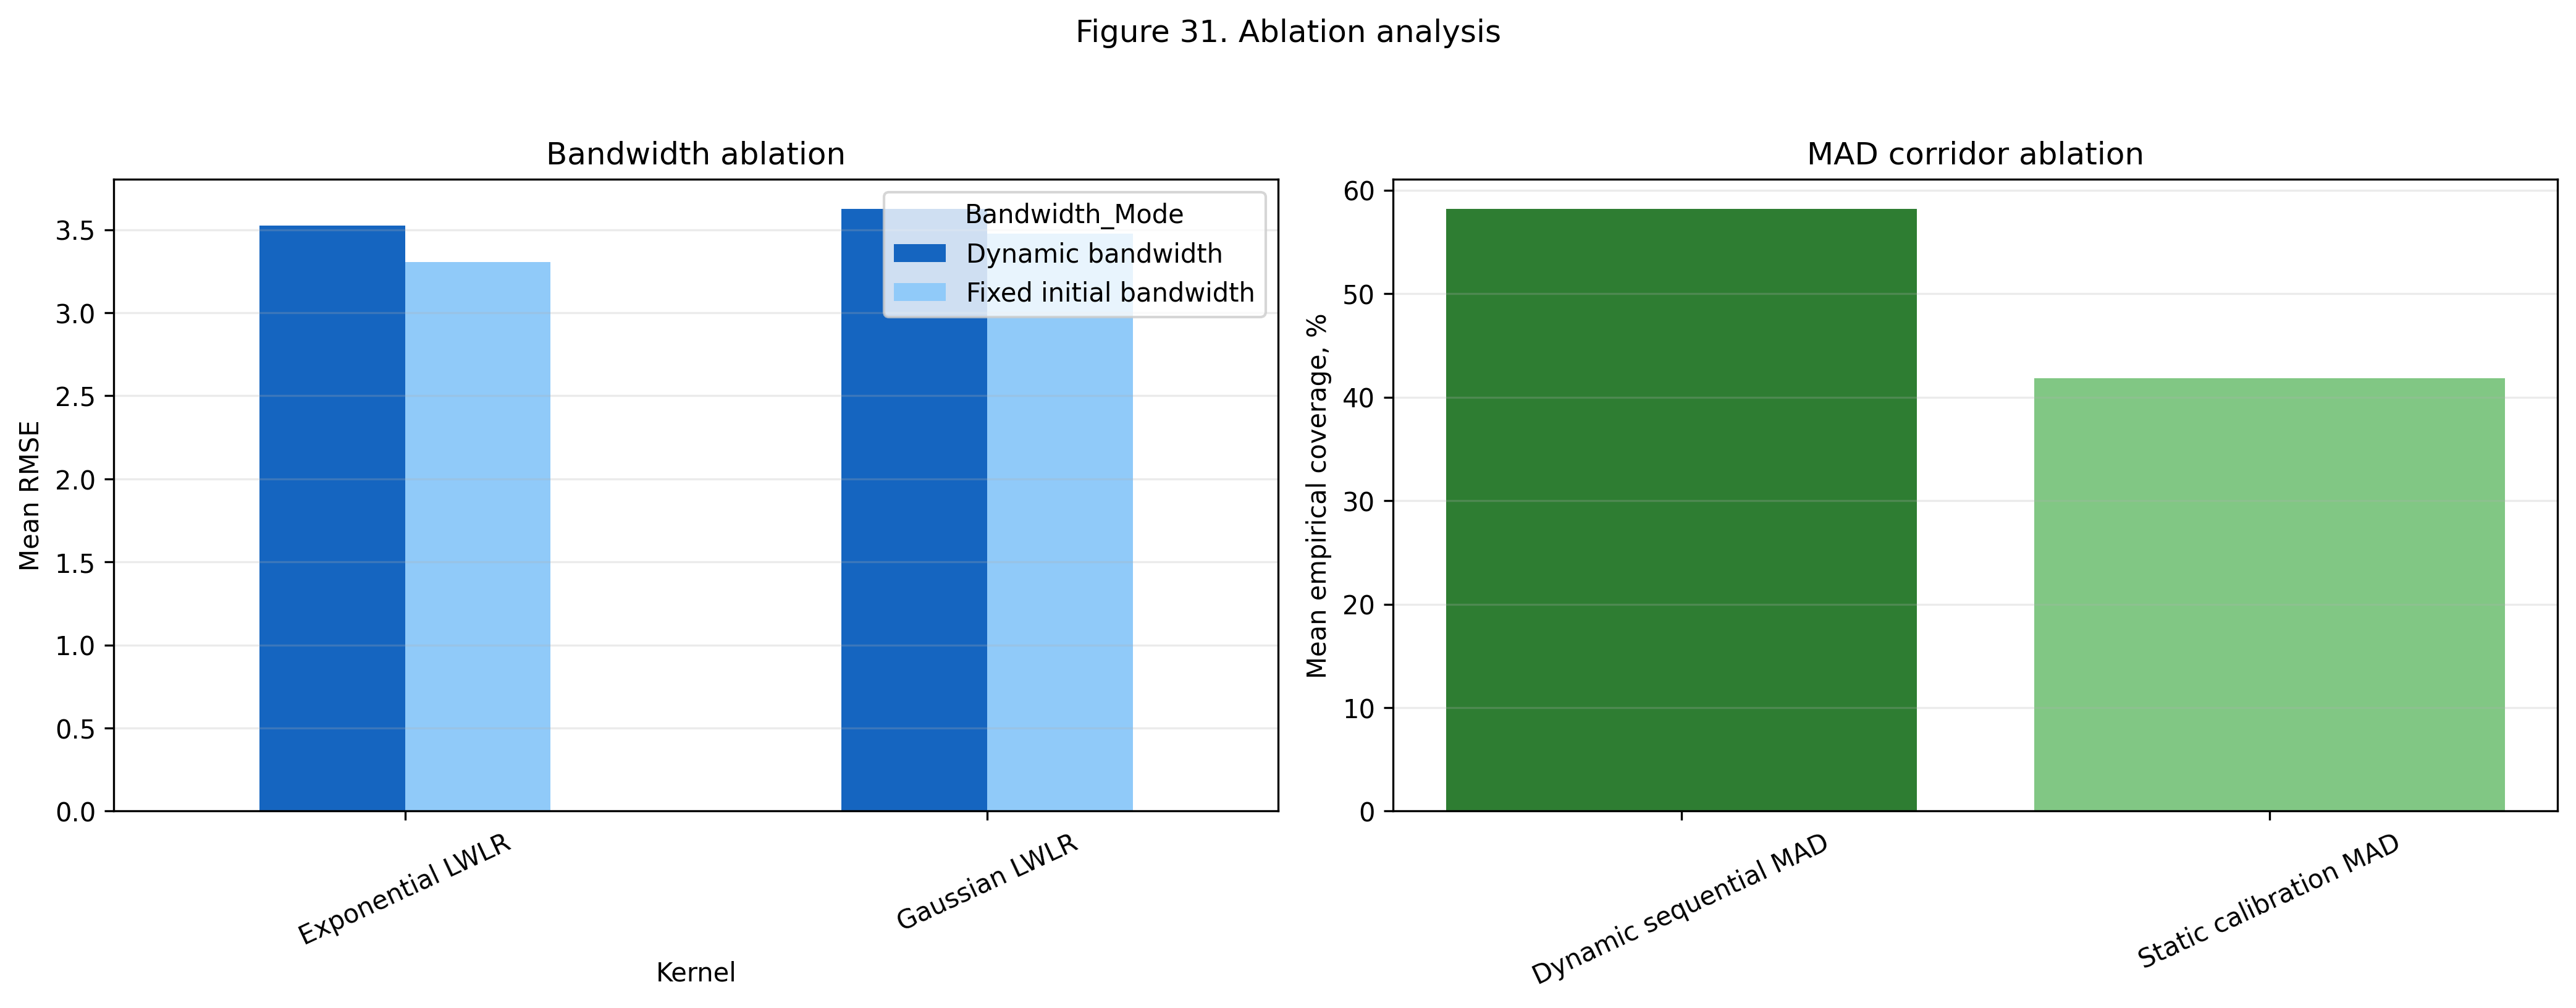 Figure 31. Ablation analysis
Bandwidth ablation
Mean RMSE
3.5
3.0
2.5
2.0
1.5
1.0
0.5
0.0
Bandwidth_Mode
Dynamic bandwidth
Fixed initial bandwidth
Exponential LWLR
Gaussian LWLR
Kernel
MAD corridor ablation
Mean empirical coverage, %
60
50
40
30
20
10
0
Dynamic sequential MAD
Static calibration MAD